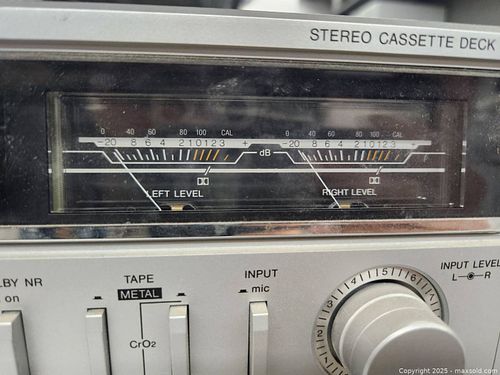 STEREO CASSETTE DECK
0 40 60 80 100 CAL
-20 8 4 2 1 0 1 2 3 +
dB
0 40 60 80 100 CAL
-20 8 4 2 1 0 1 2 3
LEFT LEVEL
RIGHT LEVEL
LBY NR
on
TAPE
METAL
CrO2
INPUT
mic
INPUT LEVEL
L R
1 2 3 4 5 6
Copyright © 2025 - maxsold.com